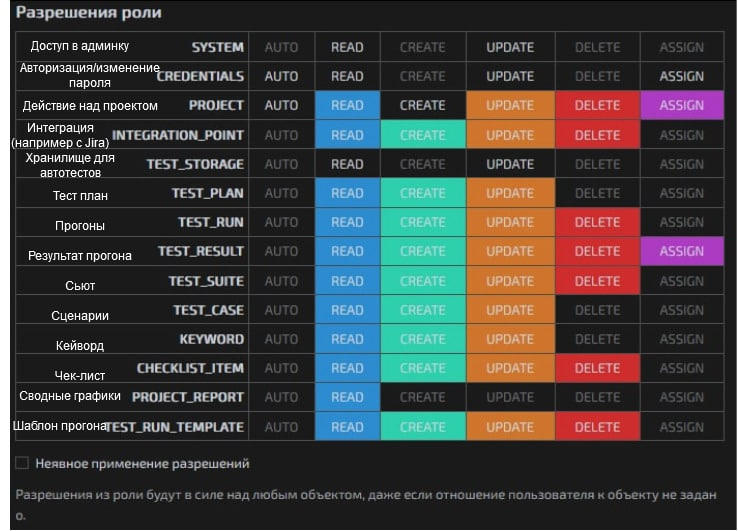 Разрешения роли
Доступ в админку SYSTEM AUTO READ CREATE UPDATE DELETE ASSIGN
Авторизация/изменение
пароля CREDENTIALS AUTO READ CREATE UPDATE DELETE ASSIGN
Действие над проектом PROJECT AUTO READ CREATE UPDATE DELETE ASSIGN
Интеграция
(например с Jira) INTEGRATION_POINT AUTO READ CREATE UPDATE DELETE ASSIGN
Хранилище для
автотестов TEST_STORAGE AUTO READ CREATE UPDATE DELETE ASSIGN
Тест план TEST_PLAN AUTO READ CREATE UPDATE DELETE ASSIGN
Прогоны TEST_RUN AUTO READ CREATE UPDATE DELETE ASSIGN
Результат прогона TEST_RESULT AUTO READ CREATE UPDATE DELETE ASSIGN
Сьют TEST_SUITE AUTO READ CREATE UPDATE DELETE ASSIGN
Сценарии TEST_CASE AUTO READ CREATE UPDATE DELETE ASSIGN
Кейворд KEYWORD AUTO READ CREATE UPDATE DELETE ASSIGN
Чек-лист CHECKLIST_ITEM AUTO READ CREATE UPDATE DELETE ASSIGN
Сводные графики PROJECT_REPORT AUTO READ CREATE UPDATE DELETE ASSIGN
Шаблон прогона TEST_RUN_TEMPLATE AUTO READ CREATE UPDATE DELETE ASSIGN
Неявное применение разрешений
Разрешения из роли будут в силе над любым объектом, даже если отношение пользователя к объекту не задан
о.